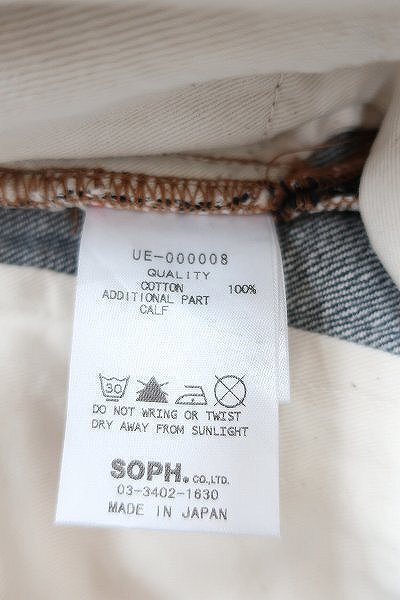 UE-000008
QUALITY
COTTON 100%
ADDITIONAL PART
CALF
30
DO NOT WRING OR TWIST
DRY AWAY FROM SUNLIGHT
SOPH. CO.,LTD.
03-3402-1630
MADE IN JAPAN